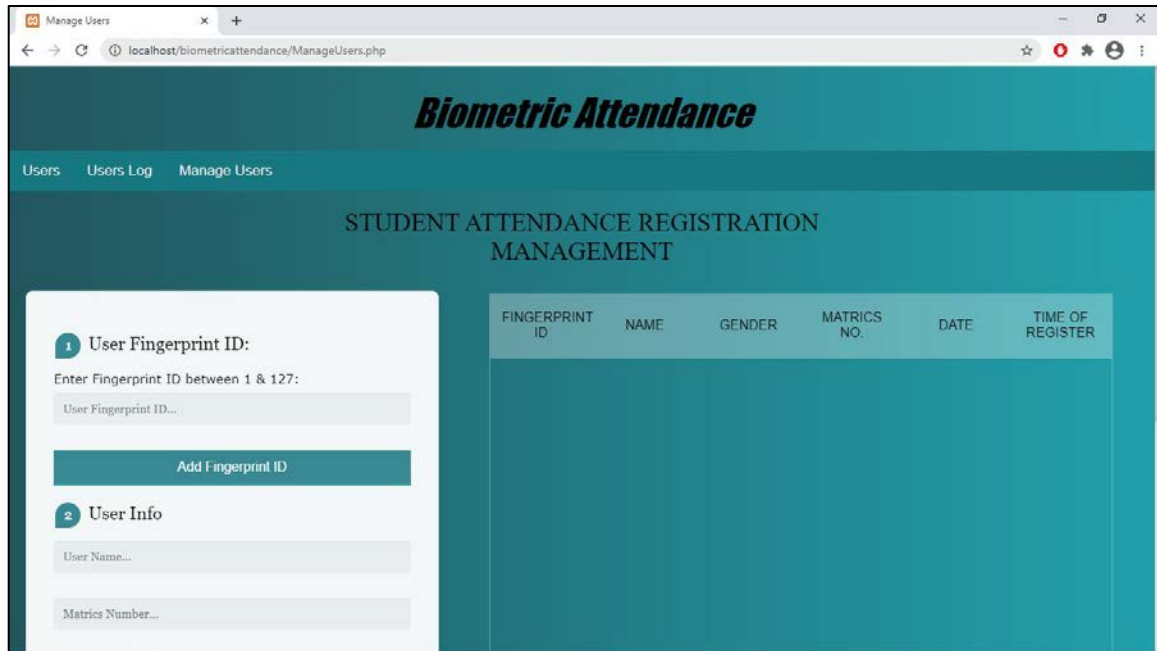 Manage Users
localhost/biometricattendance/ManageUsers.php
Biometric Attendance
Users Users Log Manage Users
STUDENT ATTENDANCE REGISTRATION
MANAGEMENT
1 User Fingerprint ID:
Enter Fingerprint ID between 1 & 127:
User Fingerprint ID...
Add Fingerprint ID
2 User Info
User Name...
Matrics Number...
FINGERPRINT ID NAME GENDER MATRICS NO. DATE TIME OF REGISTER